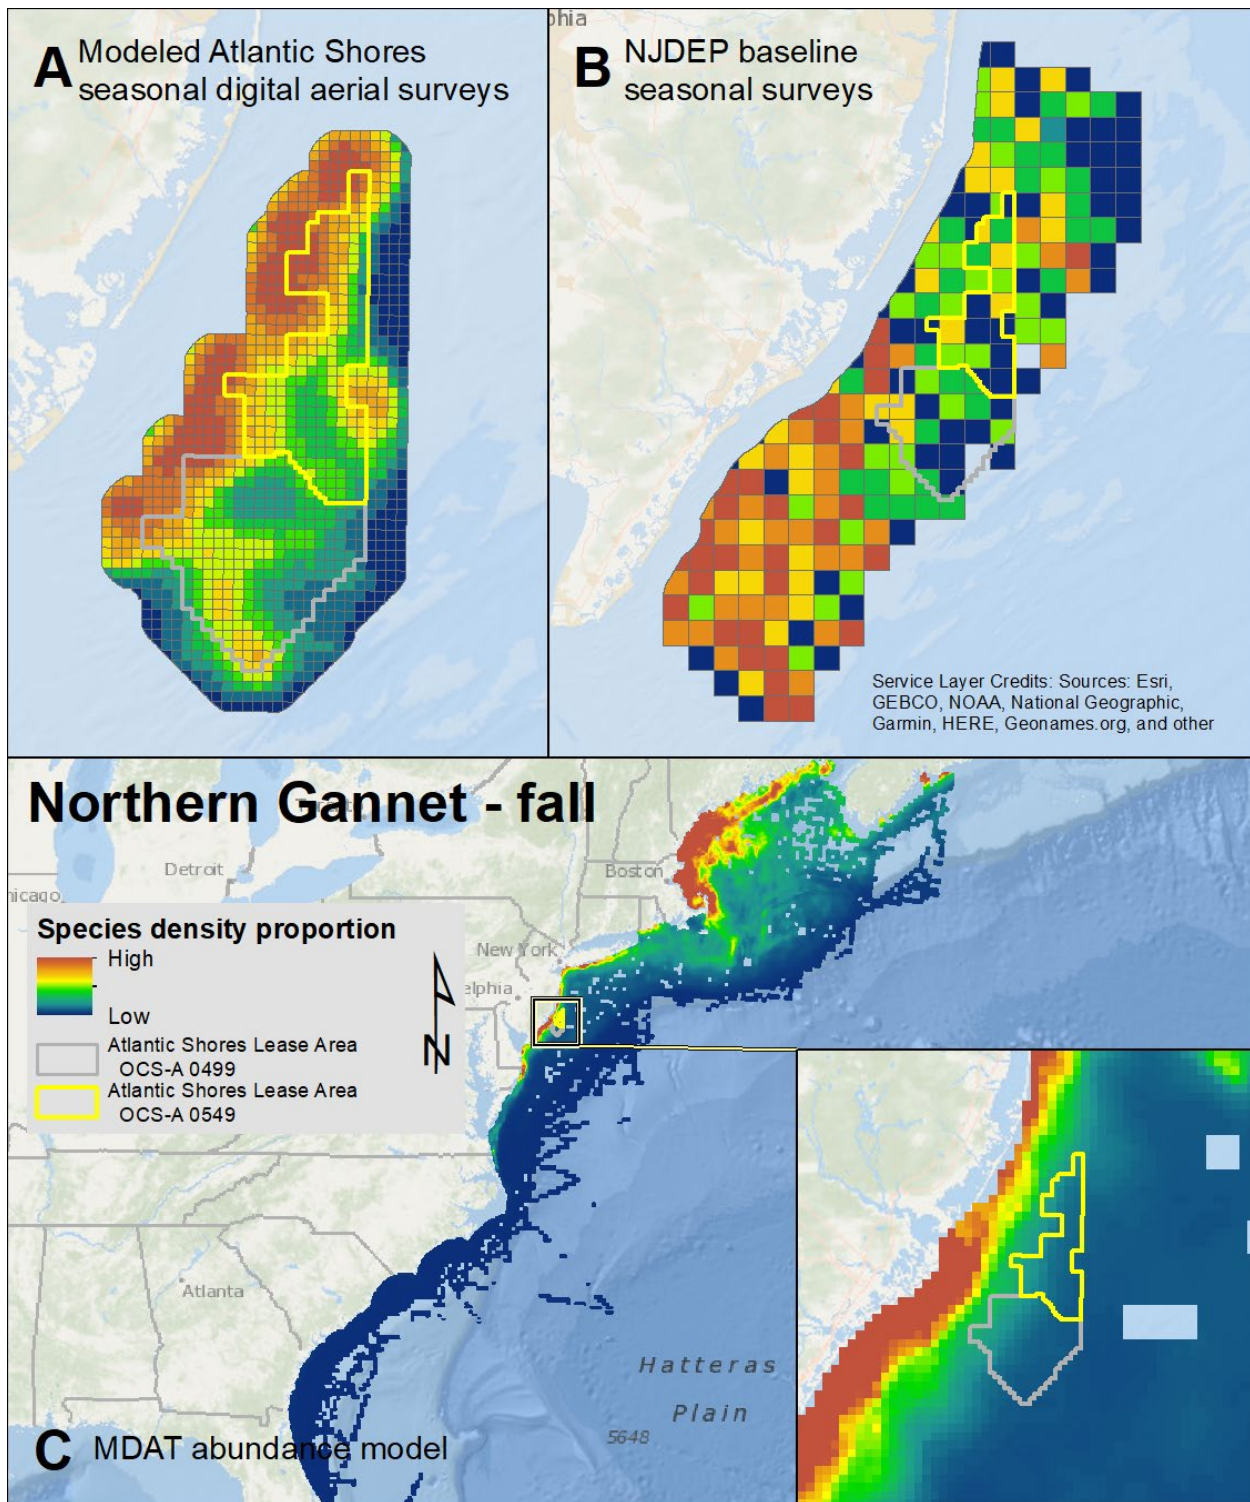 phia
A Modeled Atlantic Shores
seasonal digital aerial surveys
B NJDEP baseline
seasonal surveys
Service Layer Credits: Sources: Esri,
GEBCO, NOAA, National Geographic,
Garmin, HERE, Geonames.org, and other
Northern Gannet - fall
Detroit
Boston
hicago
Species density proportion
High
Low
Atlantic Shores Lease Area
OCS-A 0499
Atlantic Shores Lease Area
OCS-A 0549
N
New York
elphia
Atlanta
Hatteras
Plain
5648
C MDAT abundance model